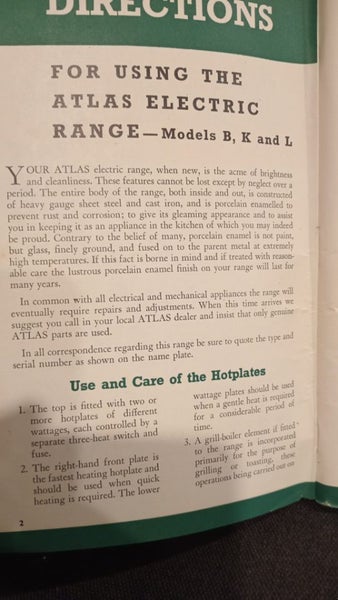 DIRECTIONS
FOR USING THE
ATLAS ELECTRIC
RANGE—Models B, K and L
YOUR ATLAS electric range, when new, is the acme of brightness
and cleanliness. These features cannot be lost except by neglect over a
period. The entire body of the range, both inside and out, is constructed
of heavy gauge sheet steel and cast iron, and is porcelain enamelled to
prevent rust and corrosion; to give its gleaming appearance and to assist
you in keeping it as an appliance in the kitchen of which you may indeed
be proud. Contrary to the belief of many, porcelain enamel is not paint,
but glass, finely ground, and fused on to the parent metal at extremely
high temperatures. If this fact is borne in mind and if treated with reason-
able care the lustrous porcelain enamel finish on your range will last for
many years.
In common with all electrical and mechanical appliances the range will
eventually require repairs and adjustments. When this time arrives we
suggest you call in your local ATLAS dealer and insist that only genuine
ATLAS parts are used.
In all correspondence regarding this range be sure to quote the type and
serial number as shown on the name plate.
Use and Care of the Hotplates
1. The top is fitted with two or
more hotplates of different
wattages, each controlled by a
separate three-heat switch and
fuse.
2. The right-hand front plate is
the fastest heating hotplate and
should be used when quick
heating is required. The lower
wattage plates should be used
when a gentle heat is required
for a considerable period of
time.
3. A grill-boiler element if fitted
to the range is incorporated
primarily for the purpose of
grilling or toasting, these
operations being carried out on
2